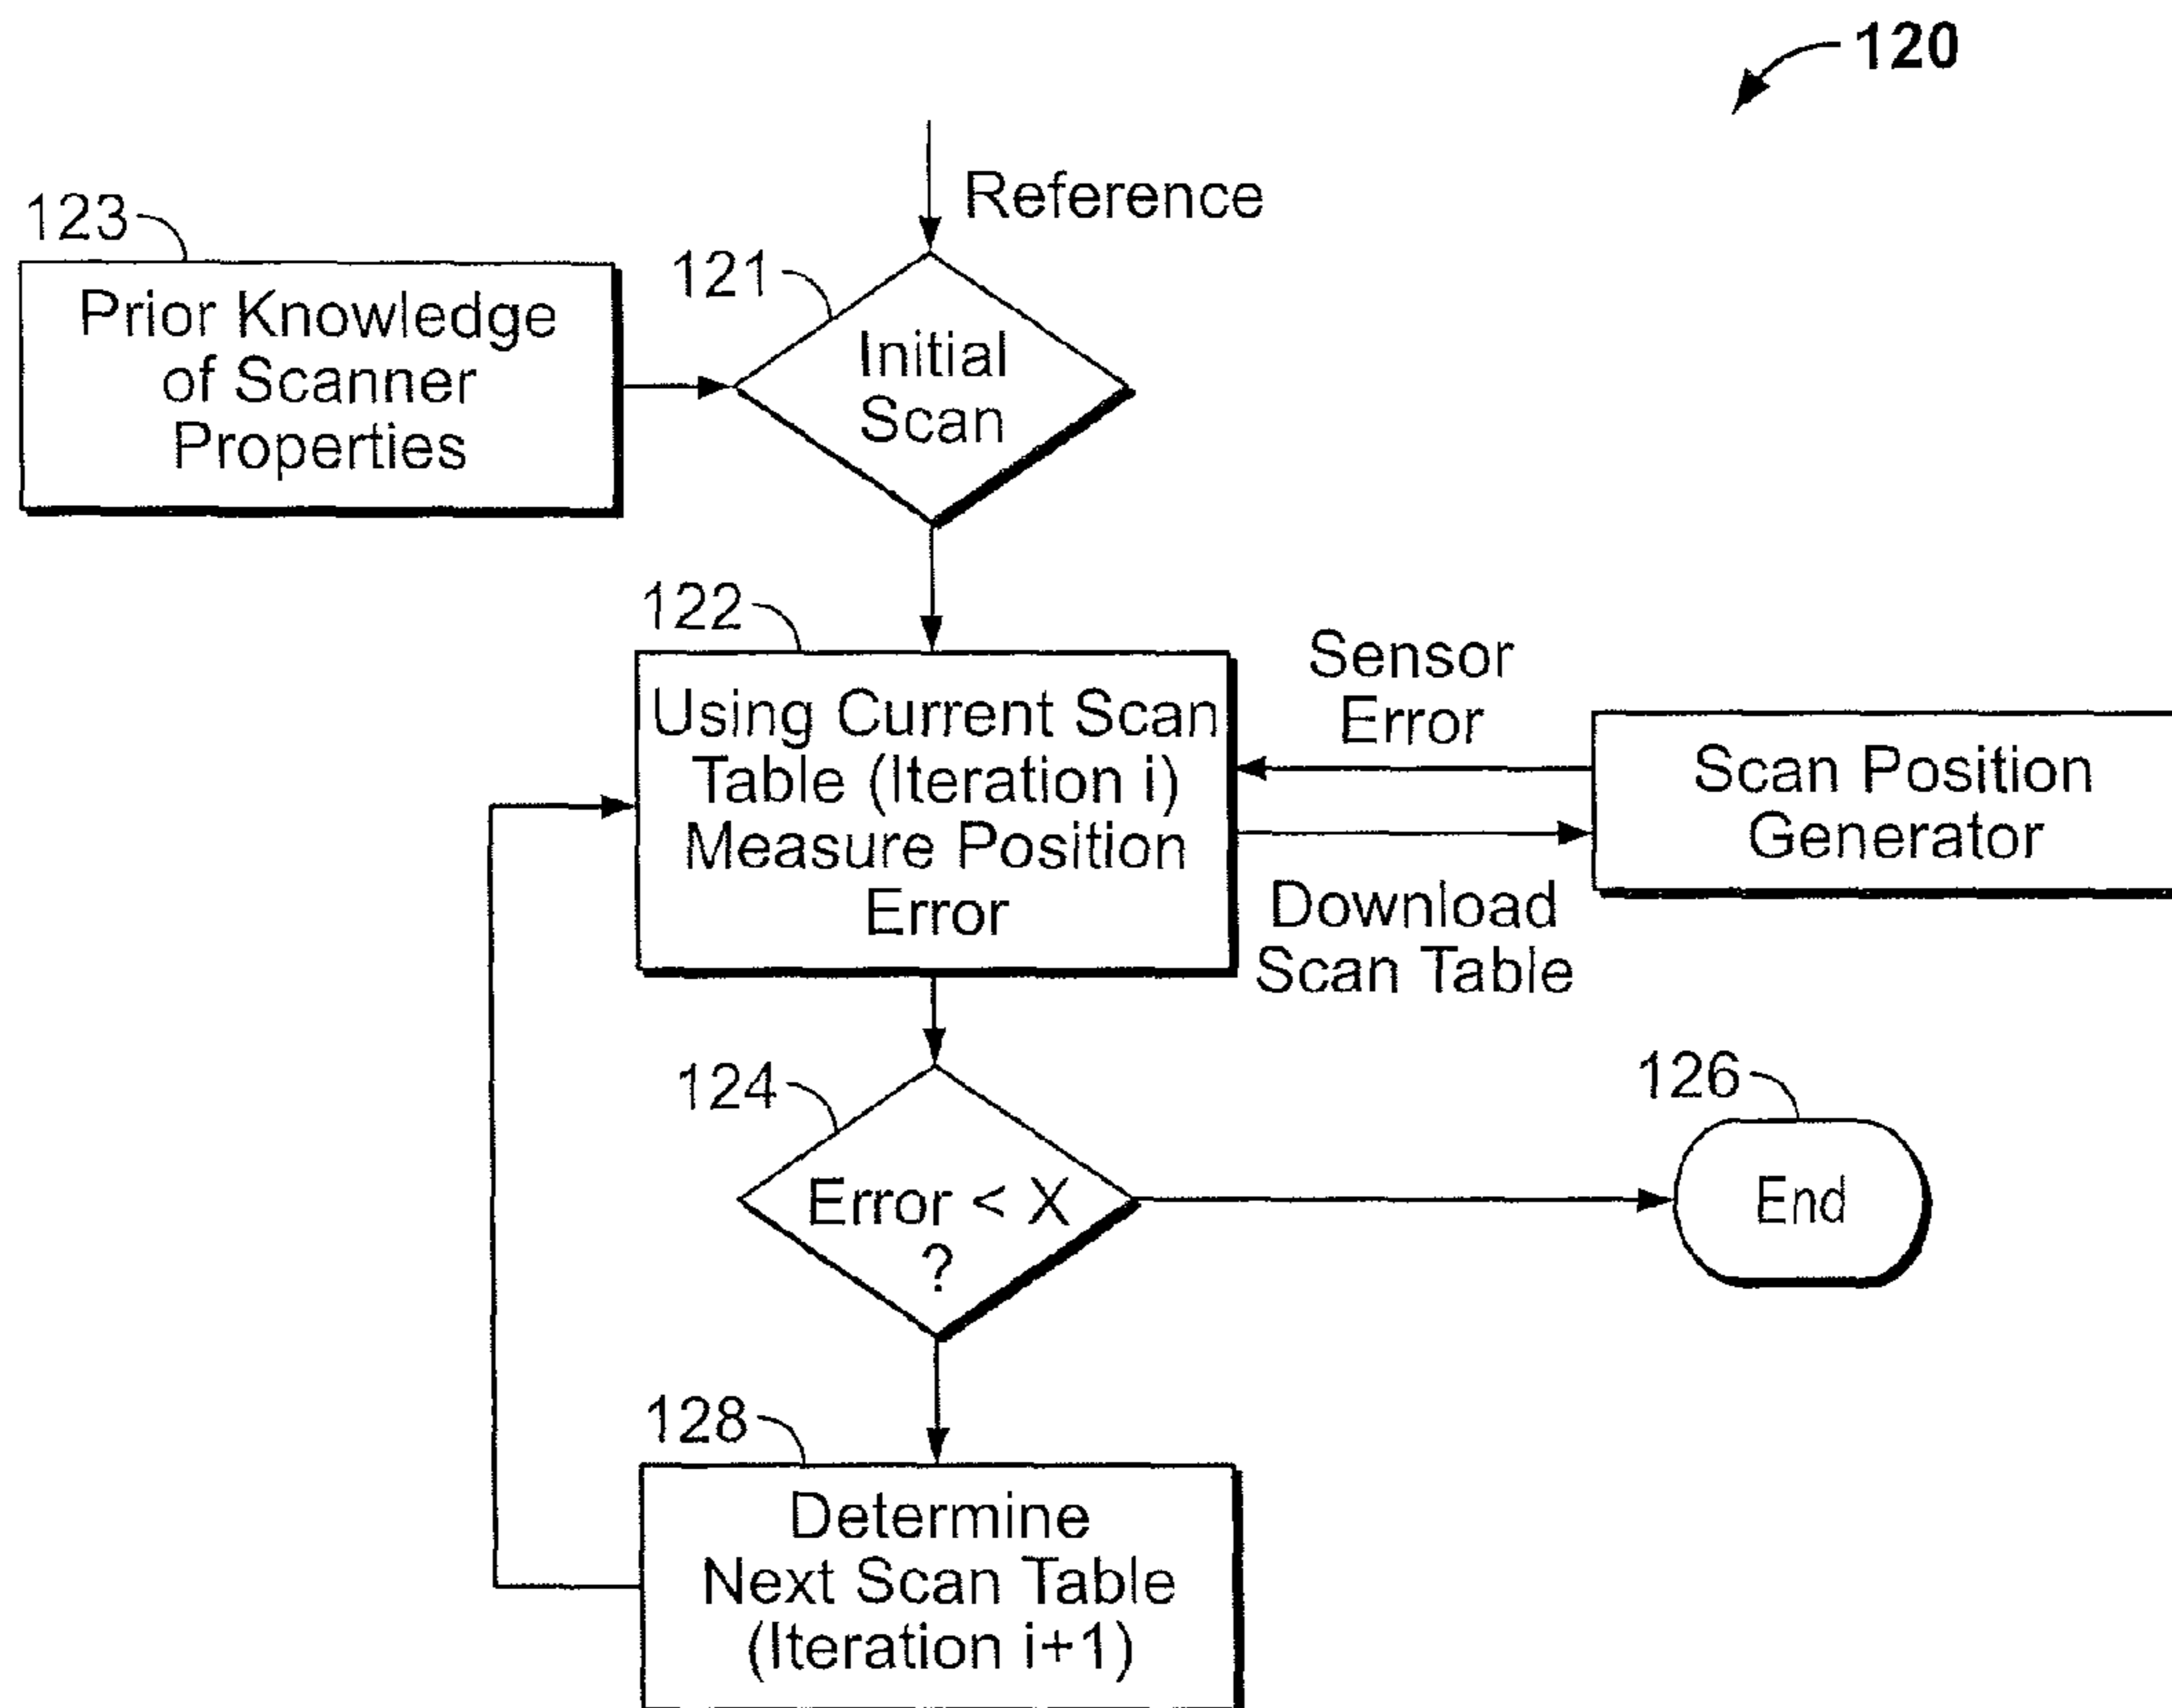 120
Reference
123
Prior Knowledge
of Scanner
Properties
121
Initial
Scan
122
Using Current Scan
Table (Iteration i)
Measure Position
Error
Sensor
Error
Scan Position
Generator
Download
Scan Table
124
Error < X
?
126
End
128
Determine
Next Scan Table
(Iteration i+1)